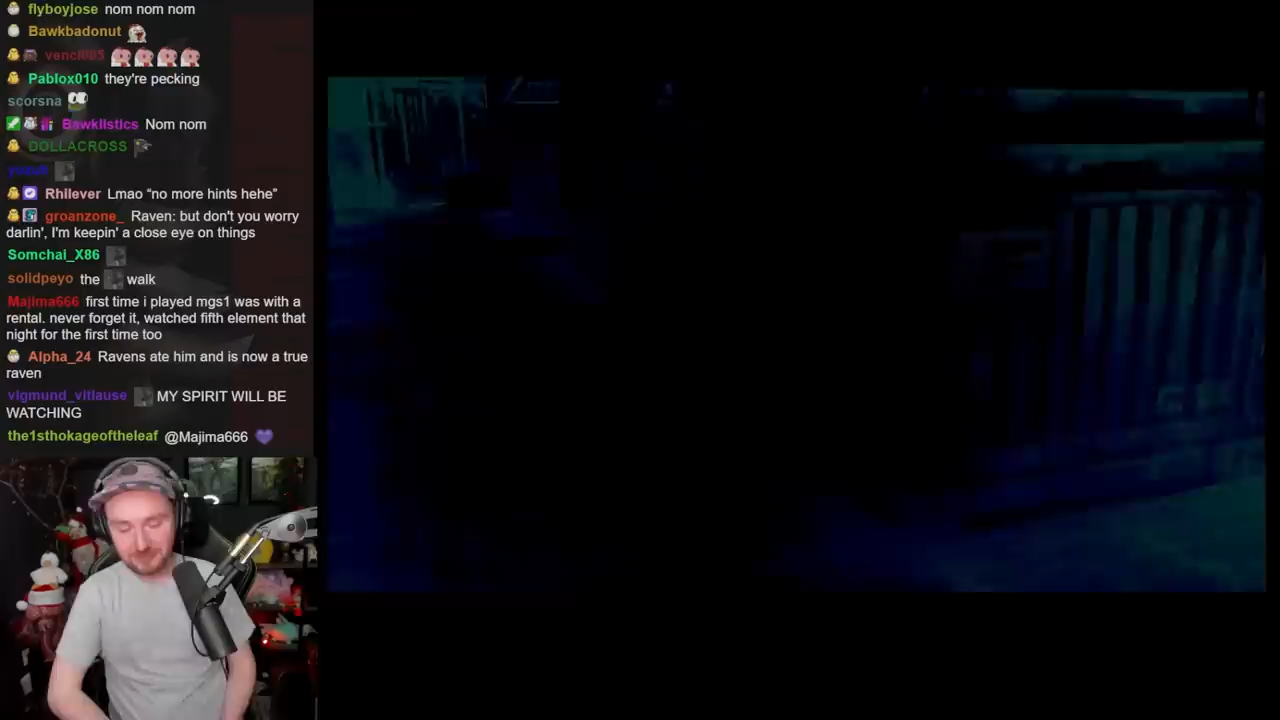 flyboyjose nom nom nom
Bawkbadonut
venci005
Pablox010 they're pecking
scorsna
Bawklistics Nom nom
DOLLACROSS
Rhilever Lmao “no more hints hehe”
groanzone_ Raven: but don't you worry
darlin', I'm keepin' a close eye on things
Somchai_X86
solidpeyo the walk
Majima666 first time i played mgs1 was with a
rental. never forget it, watched fifth element that
night for the first time too
Alpha_24 Ravens ate him and is now a true
raven
vigmund_vitlause MY SPIRIT WILL BE
WATCHING
the1sthokageoftheleaf @Majima666